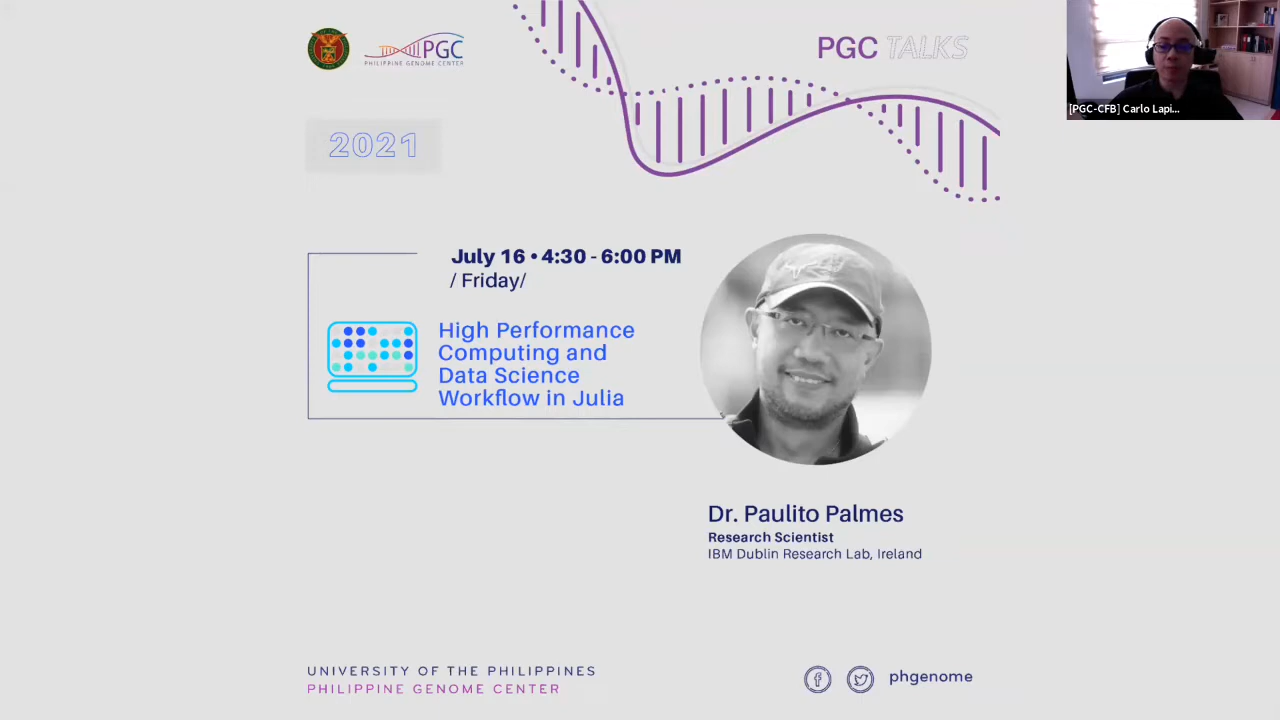 PGC
PHILIPPINE GENOME CENTER
PGC TALKS
[PGC-CFB] Carlo Lapi...
2021
July 16 • 4:30 - 6:00 PM
/ Friday/
High Performance
Computing and
Data Science
Workflow in Julia
Dr. Paulito Palmes
Research Scientist
IBM Dublin Research Lab, Ireland
UNIVERSITY OF THE PHILIPPINES
PHILIPPINE GENOME CENTER
phgenome